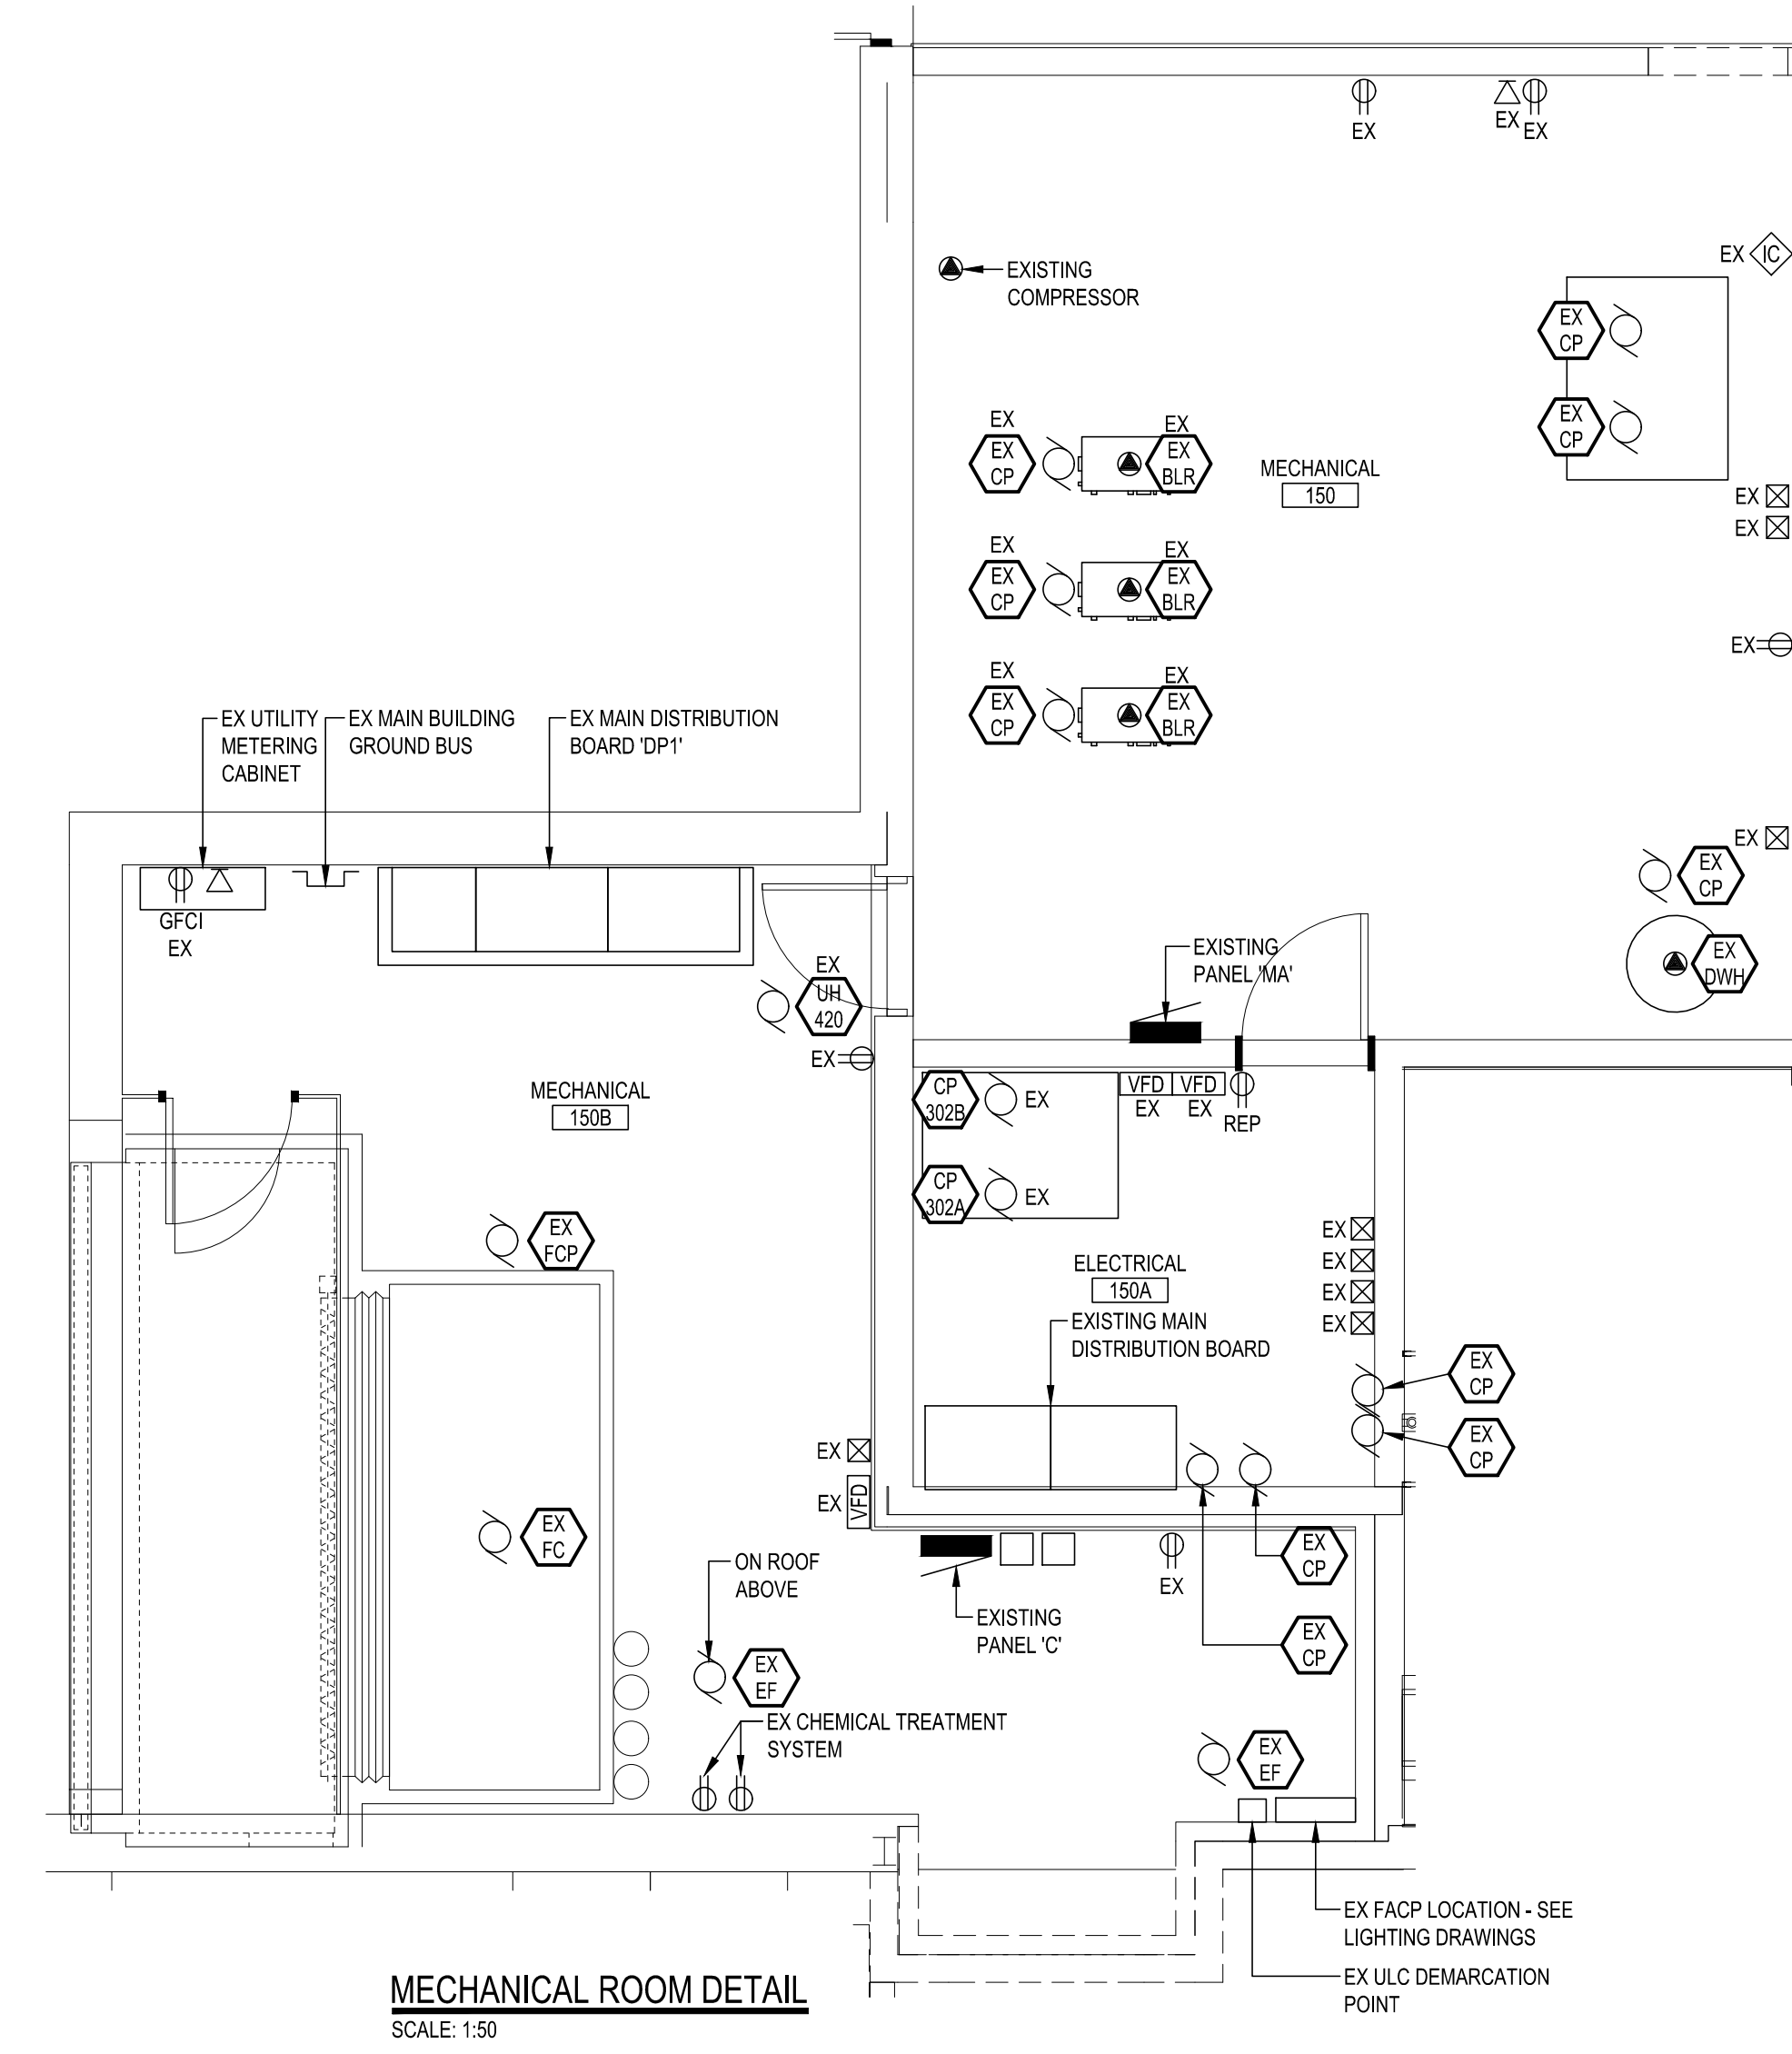 EX
EX
EX
EX
IC
EXISTING
COMPRESSOR
EX
CP
EX
CP
EX
EX
CP
EX
EX
BLR
MECHANICAL
150
EX
EX
EX
EX
CP
EX
EX
BLR
EX
EX
EX
CP
EX
EX
BLR
EX UTILITY
METERING
CABINET
EX MAIN BUILDING
GROUND BUS
EX MAIN DISTRIBUTION
BOARD 'DP1'
EX
EX
CP
GFCI
EX
EX
UH
420
EX
EXISTING
PANEL 'MA'
EX
DWH
MECHANICAL
150B
CP
302B
EX
VFD
VFD
EX
EX
REP
CP
302A
EX
EX
FCP
ELECTRICAL
150A
EX
EX
EX
EX
EXISTING MAIN
DISTRIBUTION BOARD
EX
CP
EX
CP
EX
EX
VFD
EX
FC
ON ROOF
ABOVE
EX
EX
CP
EXISTING
PANEL 'C'
EX
CP
EX
EF
EX CHEMICAL TREATMENT
SYSTEM
EX
EF
EX FACP LOCATION - SEE
LIGHTING DRAWINGS
EX ULC DEMARCATION
POINT
MECHANICAL ROOM DETAIL
SCALE: 1:50